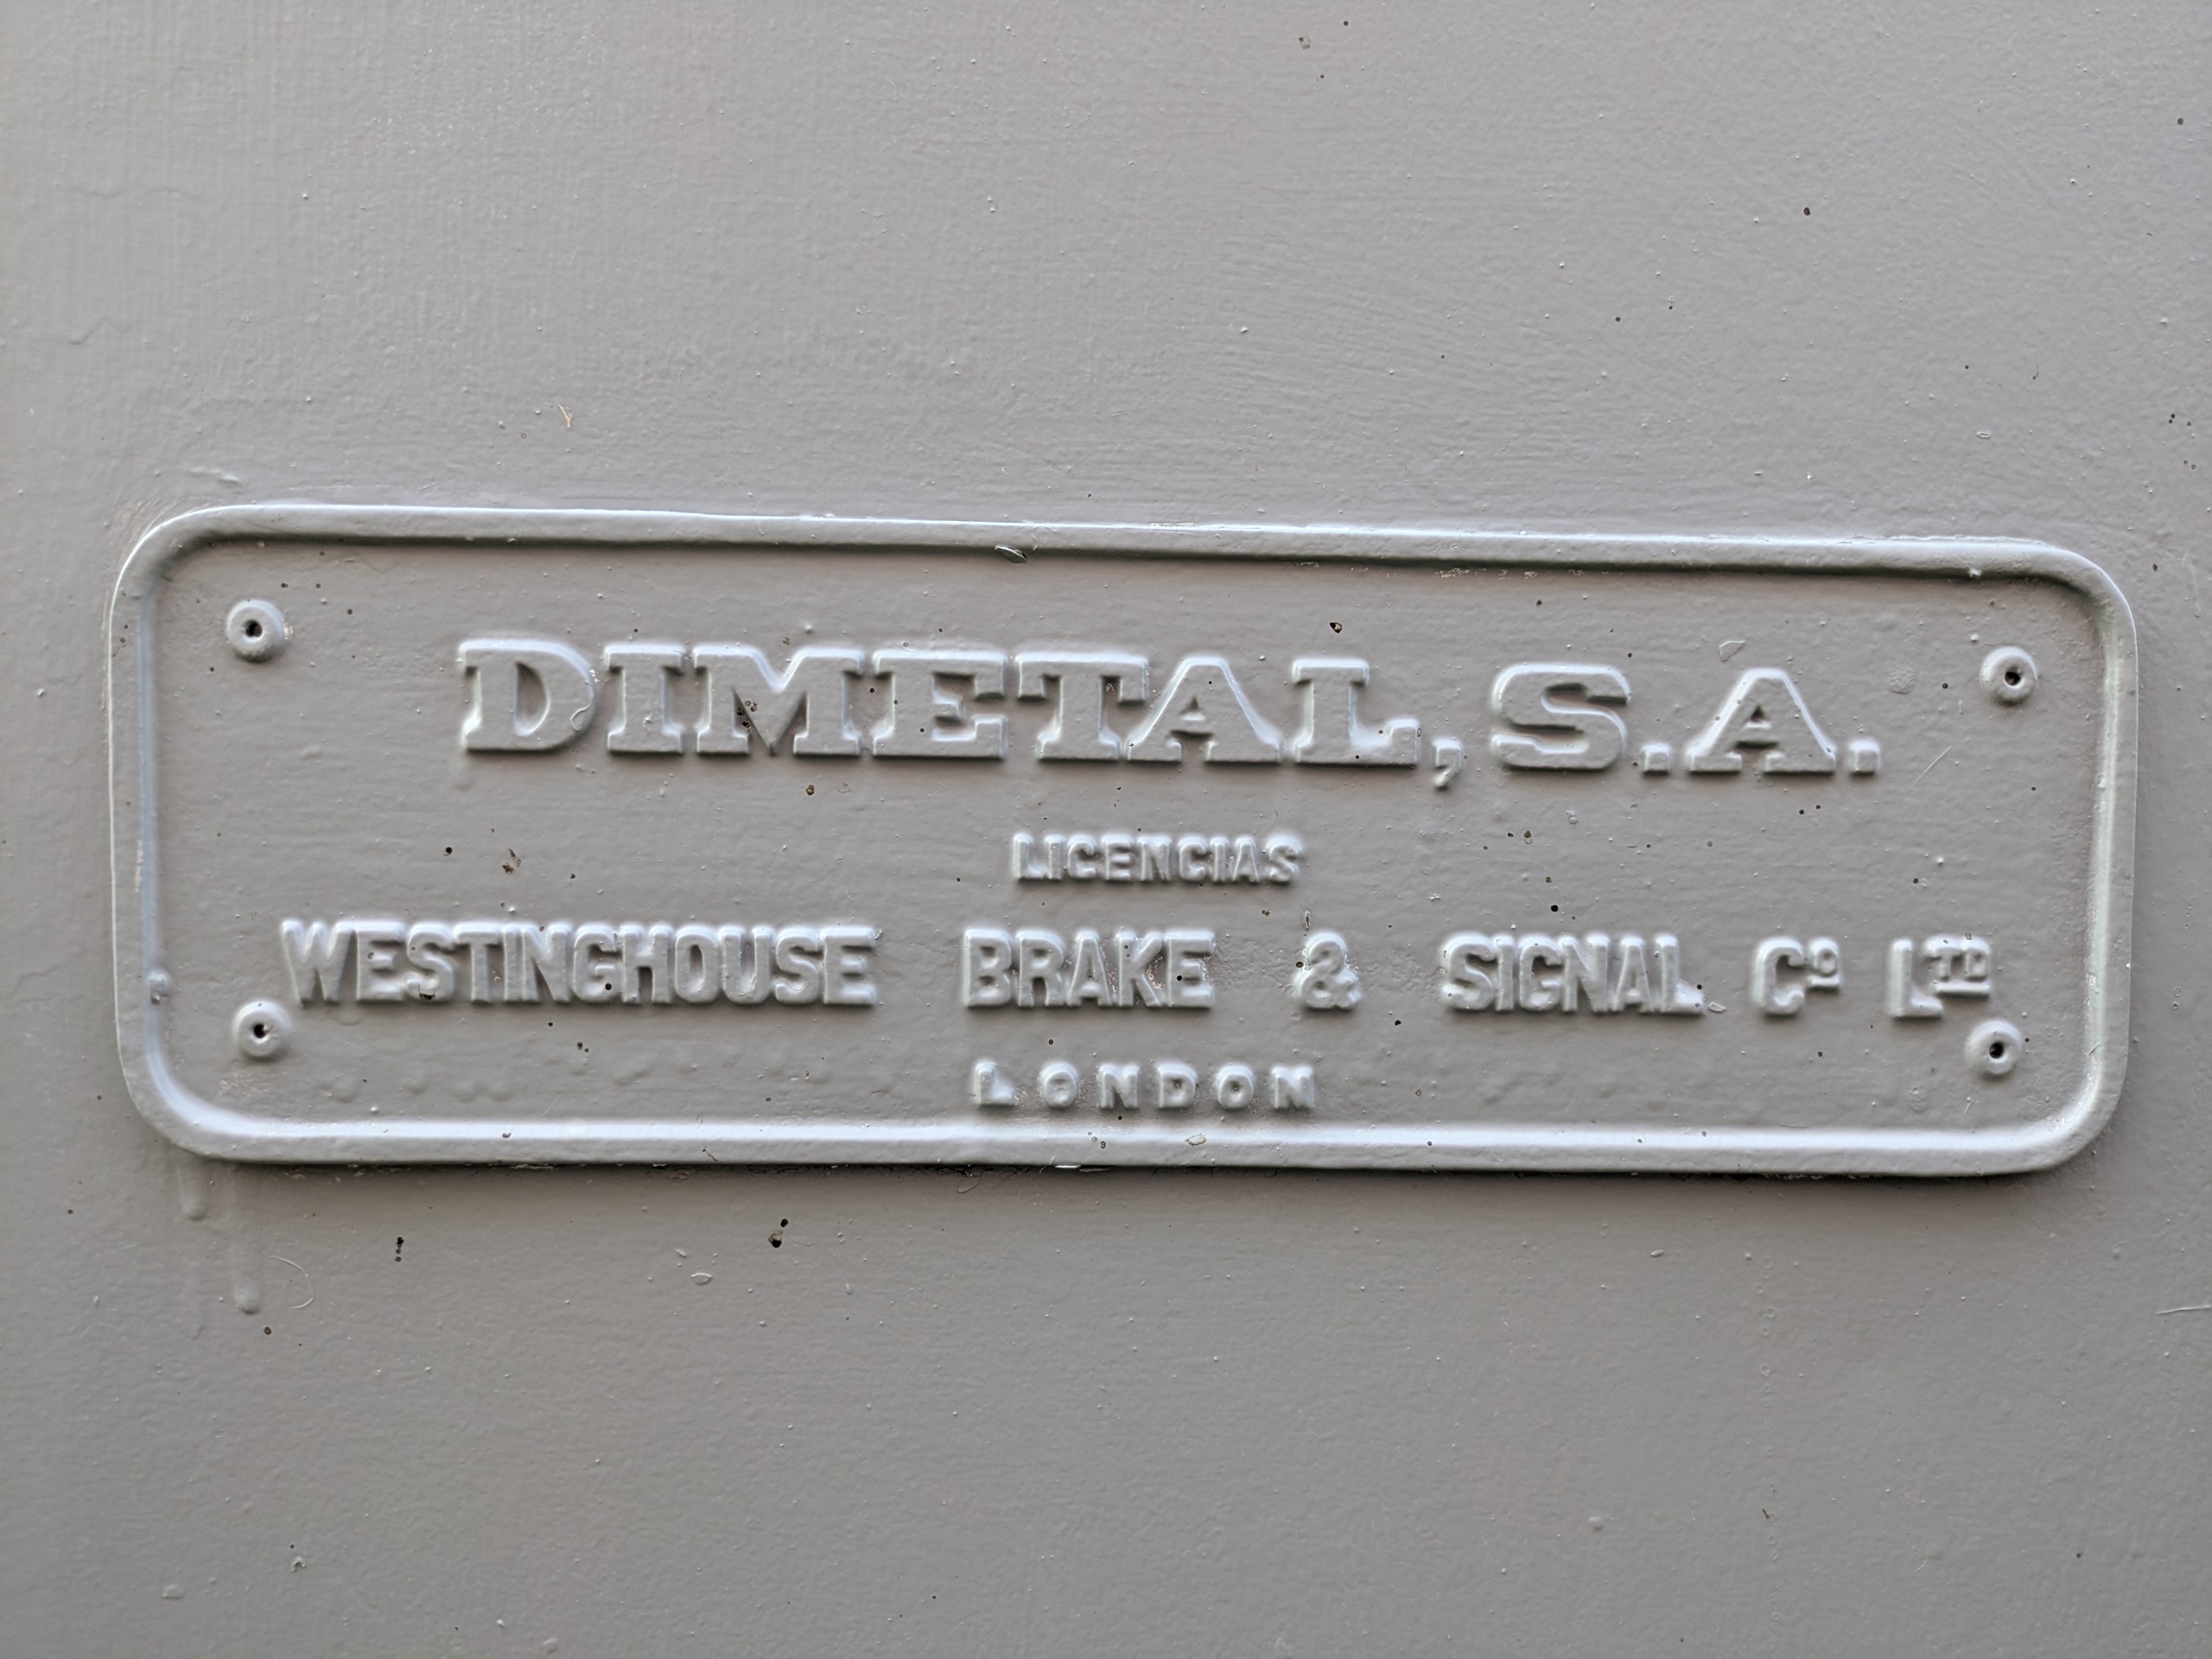 DIMETAL, S.A.
LICENCIAS
WESTINGHOUSE BRAKE & SIGNAL Cº LTD
LONDON